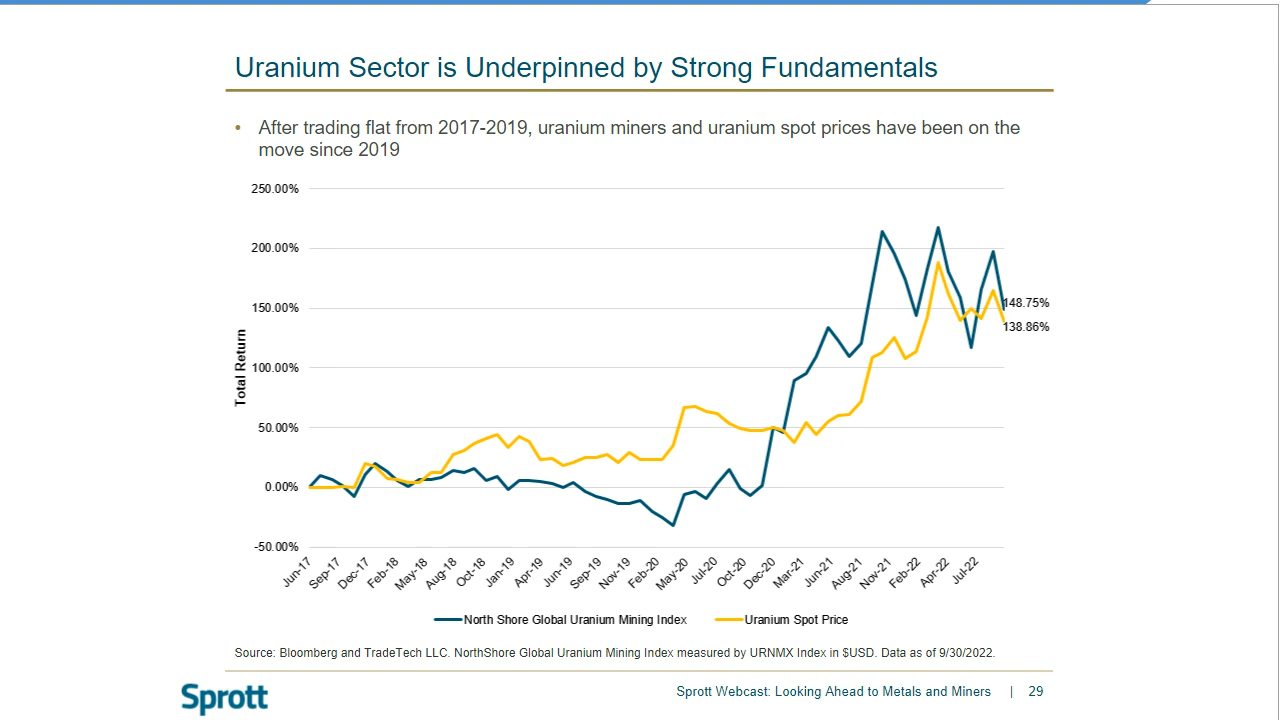 Uranium Sector is Underpinned by Strong Fundamentals
• After trading flat from 2017-2019, uranium miners and uranium spot prices have been on the
move since 2019
250.00%
200.00%
150.00%
100.00%
50.00%
0.00%
-50.00%
Total Return
148.75%
138.86%
Jun-17
Sep-17
Dec-17
Feb-18
May-18
Aug-18
Oct-18
Jan-19
Apr-19
Jun-19
Sep-19
Nov-19
Feb-20
May-20
Jul-20
Oct-20
Dec-20
Mar-21
Jun-21
Aug-21
Nov-21
Feb-22
Apr-22
Jul-22
North Shore Global Uranium Mining Index
Uranium Spot Price
Source: Bloomberg and TradeTech LLC. NorthShore Global Uranium Mining Index measured by URNMX Index in $USD. Data as of 9/30/2022.
Sprott
Sprott Webcast: Looking Ahead to Metals and Miners | 29